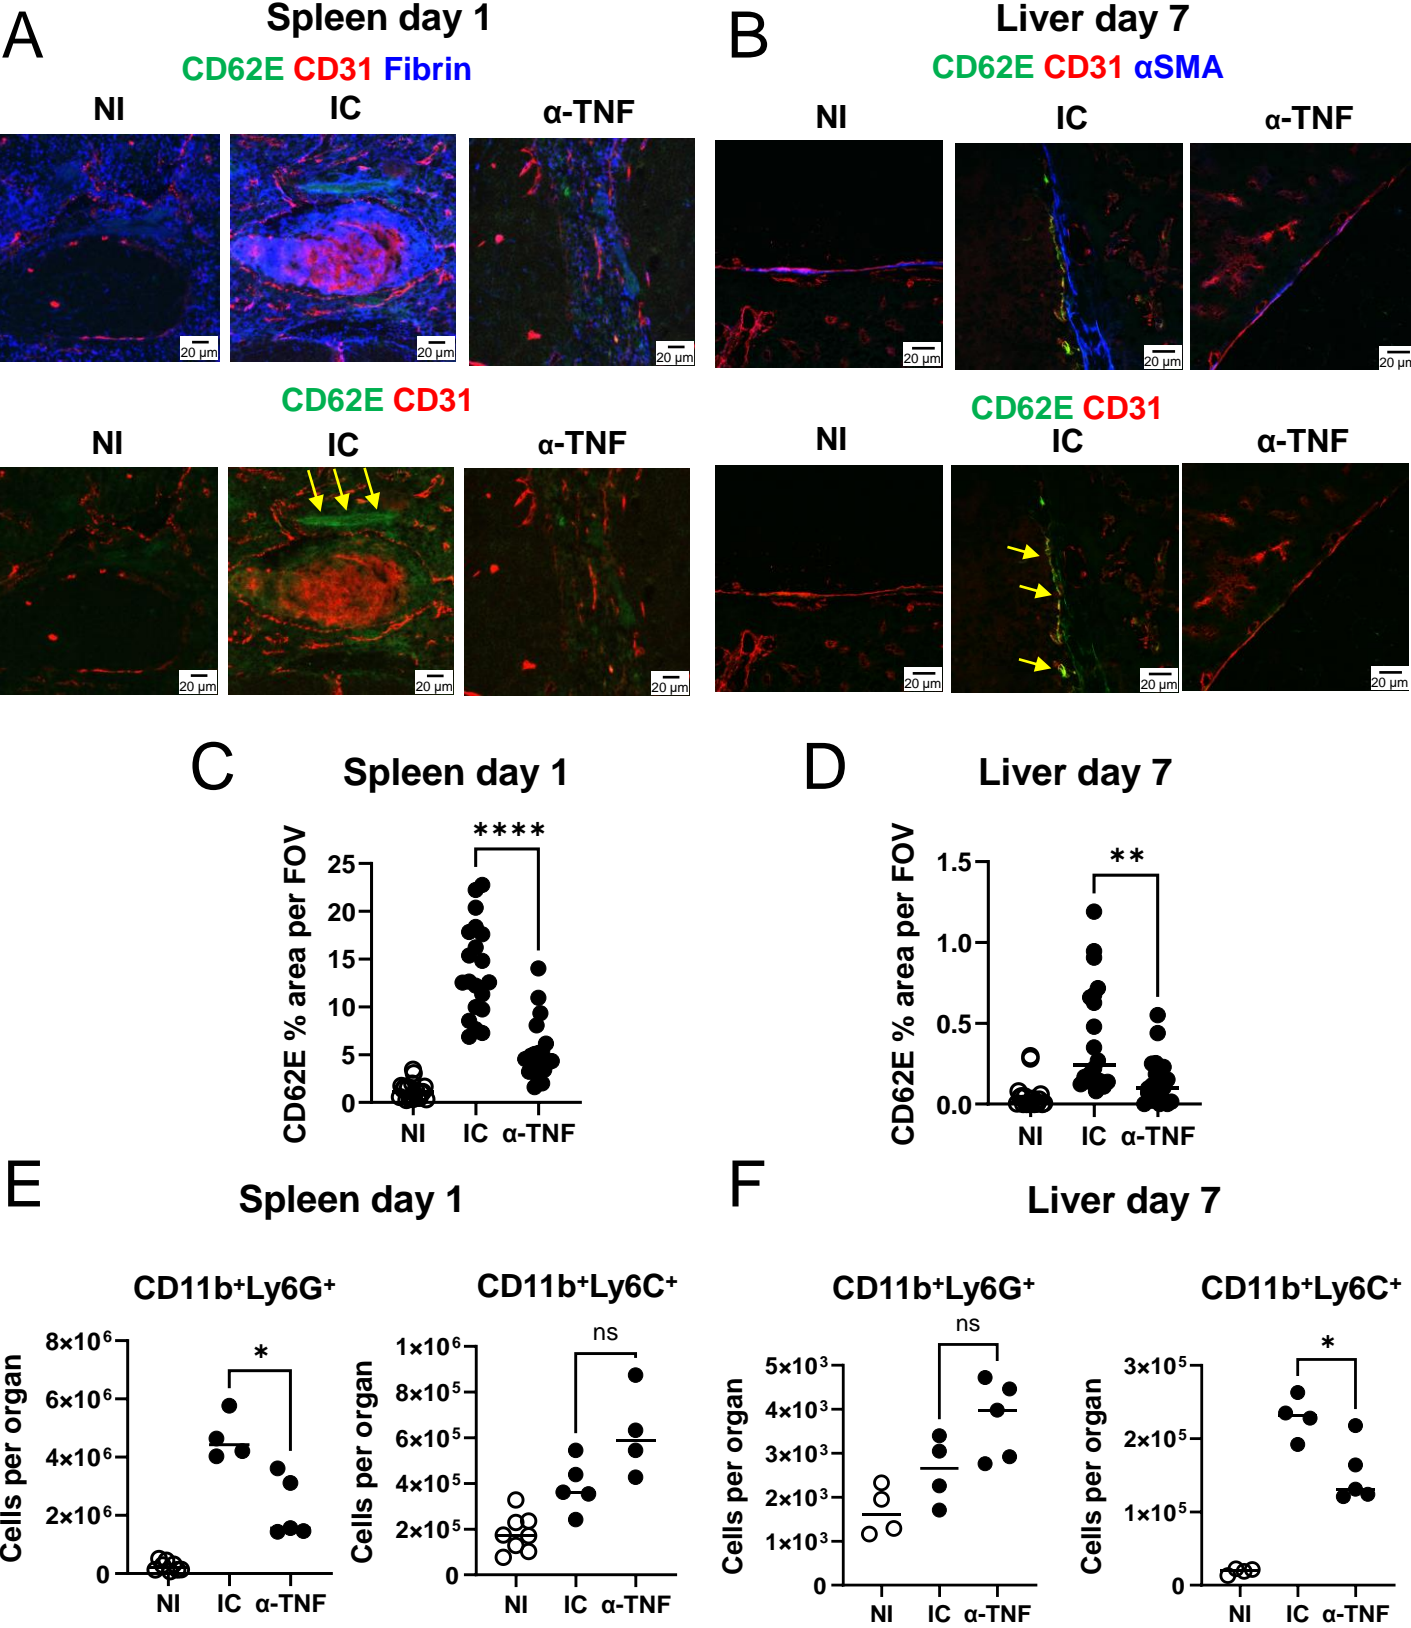 A
Spleen day 1
CD62E CD31 Fibrin
NI
IC
α-TNF
20 µm
20 µm
20 µm
CD62E CD31
NI
IC
α-TNF
20 µm
20 µm
20 µm
B
Liver day 7
CD62E CD31 αSMA
NI
IC
α-TNF
20 µm
20 µm
20 µm
CD62E CD31
NI
IC
α-TNF
20 µm
20 µm
20 µm
C
Spleen day 1
CD62E % area per FOV
****
25
20
15
10
5
0
NI IC α-TNF
D
Liver day 7
CD62E % area per FOV
**
1.5
1.0
0.5
0.0
NI IC α-TNF
E
Spleen day 1
CD11b⁺Ly6G⁺
Cells per organ
*
8×10⁶
6×10⁶
4×10⁶
2×10⁶
0
NI IC α-TNF
CD11b⁺Ly6C⁺
Cells per organ
ns
1×10⁶
8×10⁵
6×10⁵
4×10⁵
2×10⁵
0
NI IC α-TNF
F
Liver day 7
CD11b⁺Ly6G⁺
Cells per organ
ns
5×10³
4×10³
3×10³
2×10³
1×10³
0
NI IC α-TNF
CD11b⁺Ly6C⁺
Cells per organ
*
3×10⁵
2×10⁵
1×10⁵
0
NI IC α-TNF